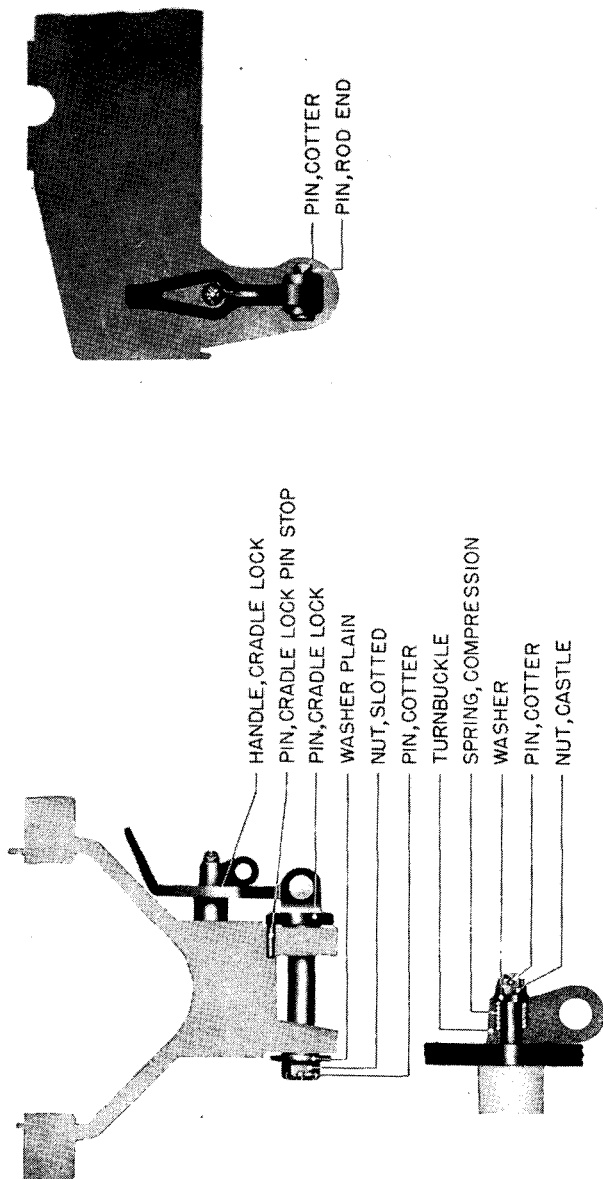 HANDLE,CRADLE LOCK
PIN,CRADLE LOCK PIN STOP
PIN,CRADLE LOCK
WASHER PLAIN
NUT,SLOTTED
PIN,COTTER
TURNBUCKLE
SPRING,COMPRESSION
WASHER
PIN,COTTER
NUT,CASTLE
PIN,COTTER
PIN,ROD END